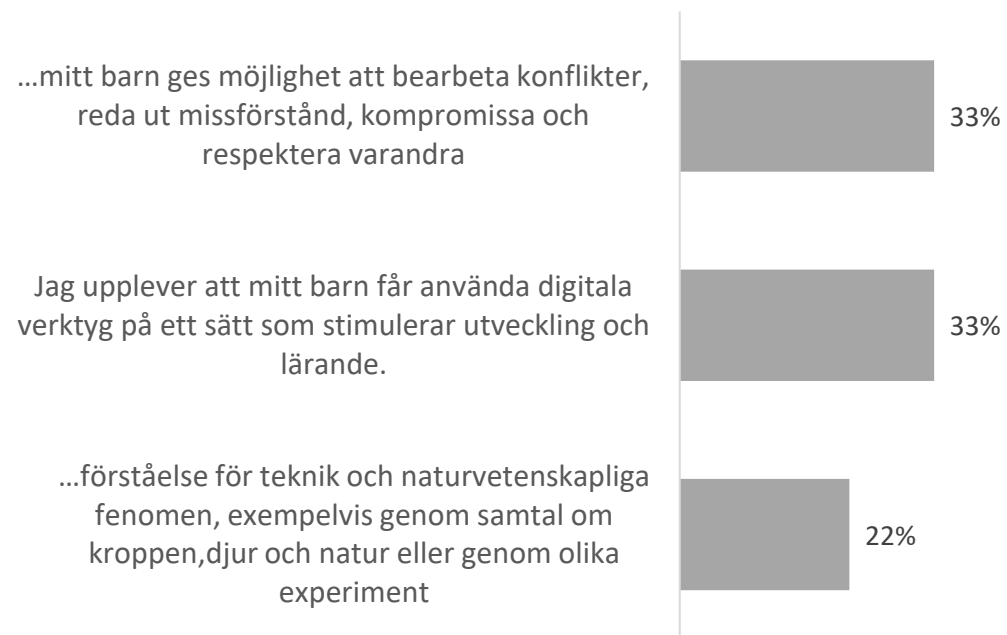 …mitt barn ges möjlighet att bearbeta konflikter,
reda ut missförstånd, kompromissa och
respektera varandra
33%
Jag upplever att mitt barn får använda digitala
verktyg på ett sätt som stimulerar utveckling och
lärande.
33%
…förståelse för teknik och naturvetenskapliga
fenomen, exempelvis genom samtal om
kroppen,djur och natur eller genom olika
experiment
22%